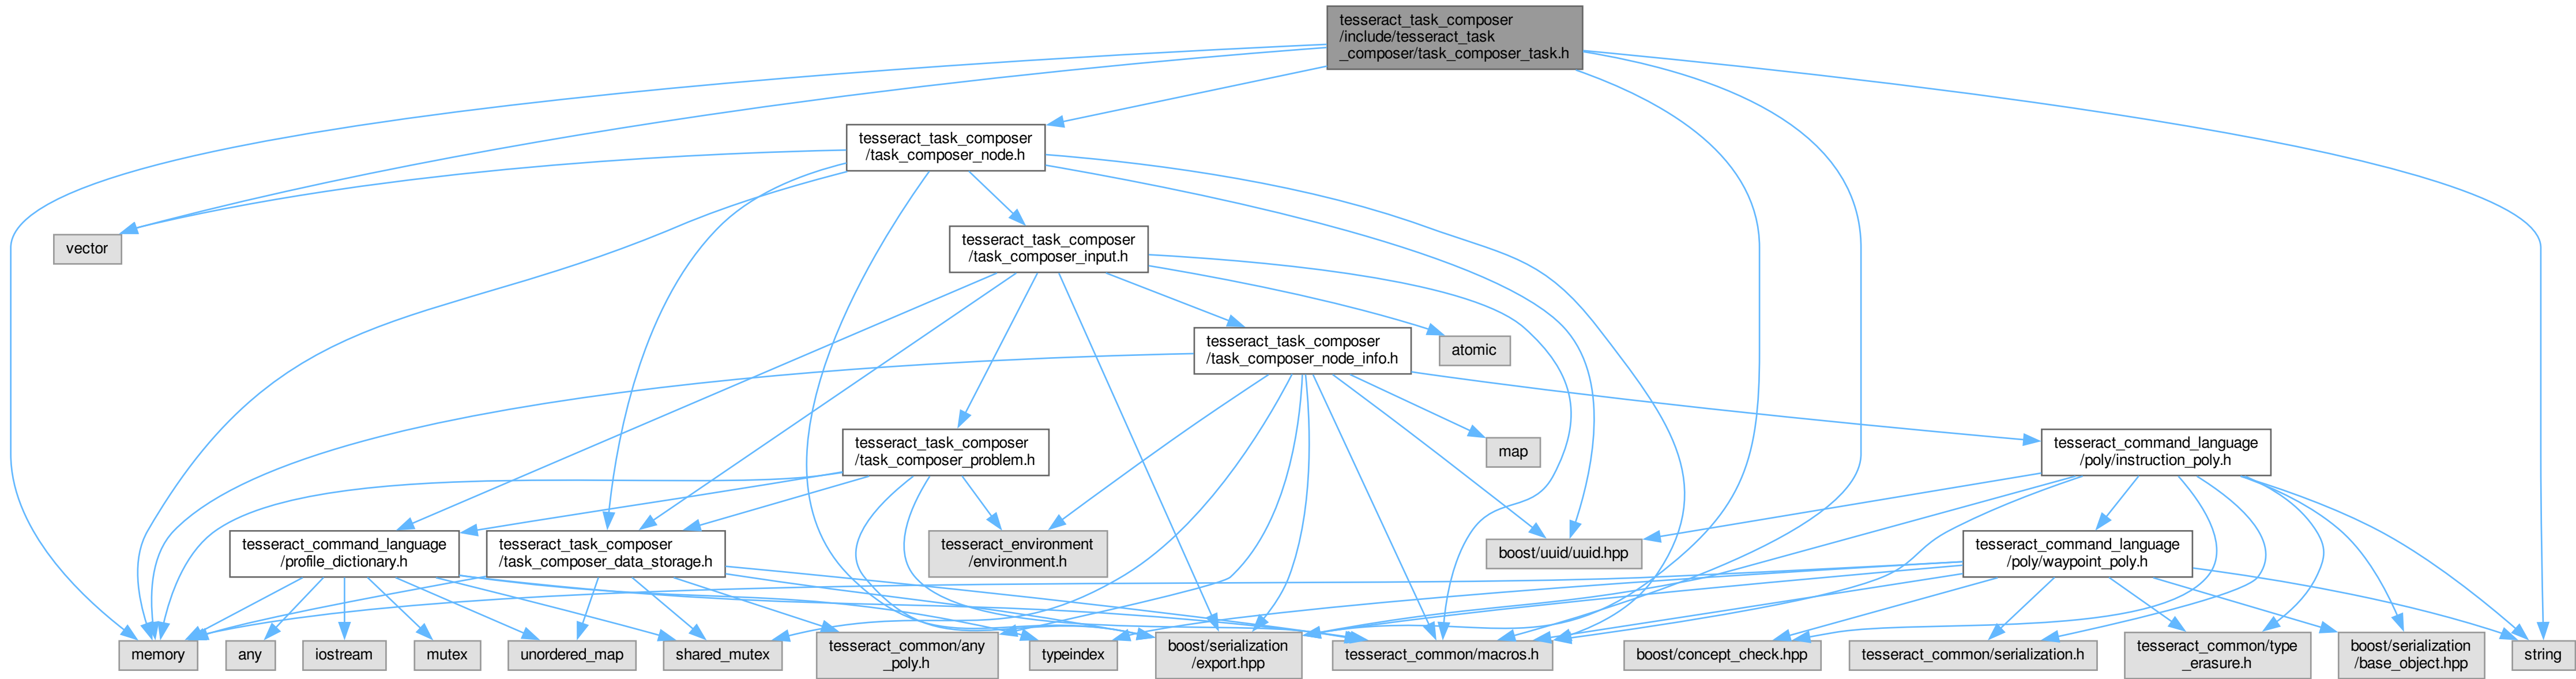 tesseract_task_composer
/include/tesseract_task
_composer/task_composer_task.h
tesseract_task_composer
/task_composer_node.h
vector
tesseract_task_composer
/task_composer_input.h
tesseract_task_composer
/task_composer_node_info.h
atomic
tesseract_task_composer
/task_composer_problem.h
map
tesseract_command_language
/poly/instruction_poly.h
tesseract_command_language
/profile_dictionary.h
tesseract_task_composer
/task_composer_data_storage.h
tesseract_environment
/environment.h
boost/uuid/uuid.hpp
tesseract_command_language
/poly/waypoint_poly.h
memory
any
iostream
mutex
unordered_map
shared_mutex
tesseract_common/any
_poly.h
typeindex
boost/serialization
/export.hpp
tesseract_common/macros.h
boost/concept_check.hpp
tesseract_common/serialization.h
tesseract_common/type
_erasure.h
boost/serialization
/base_object.hpp
string